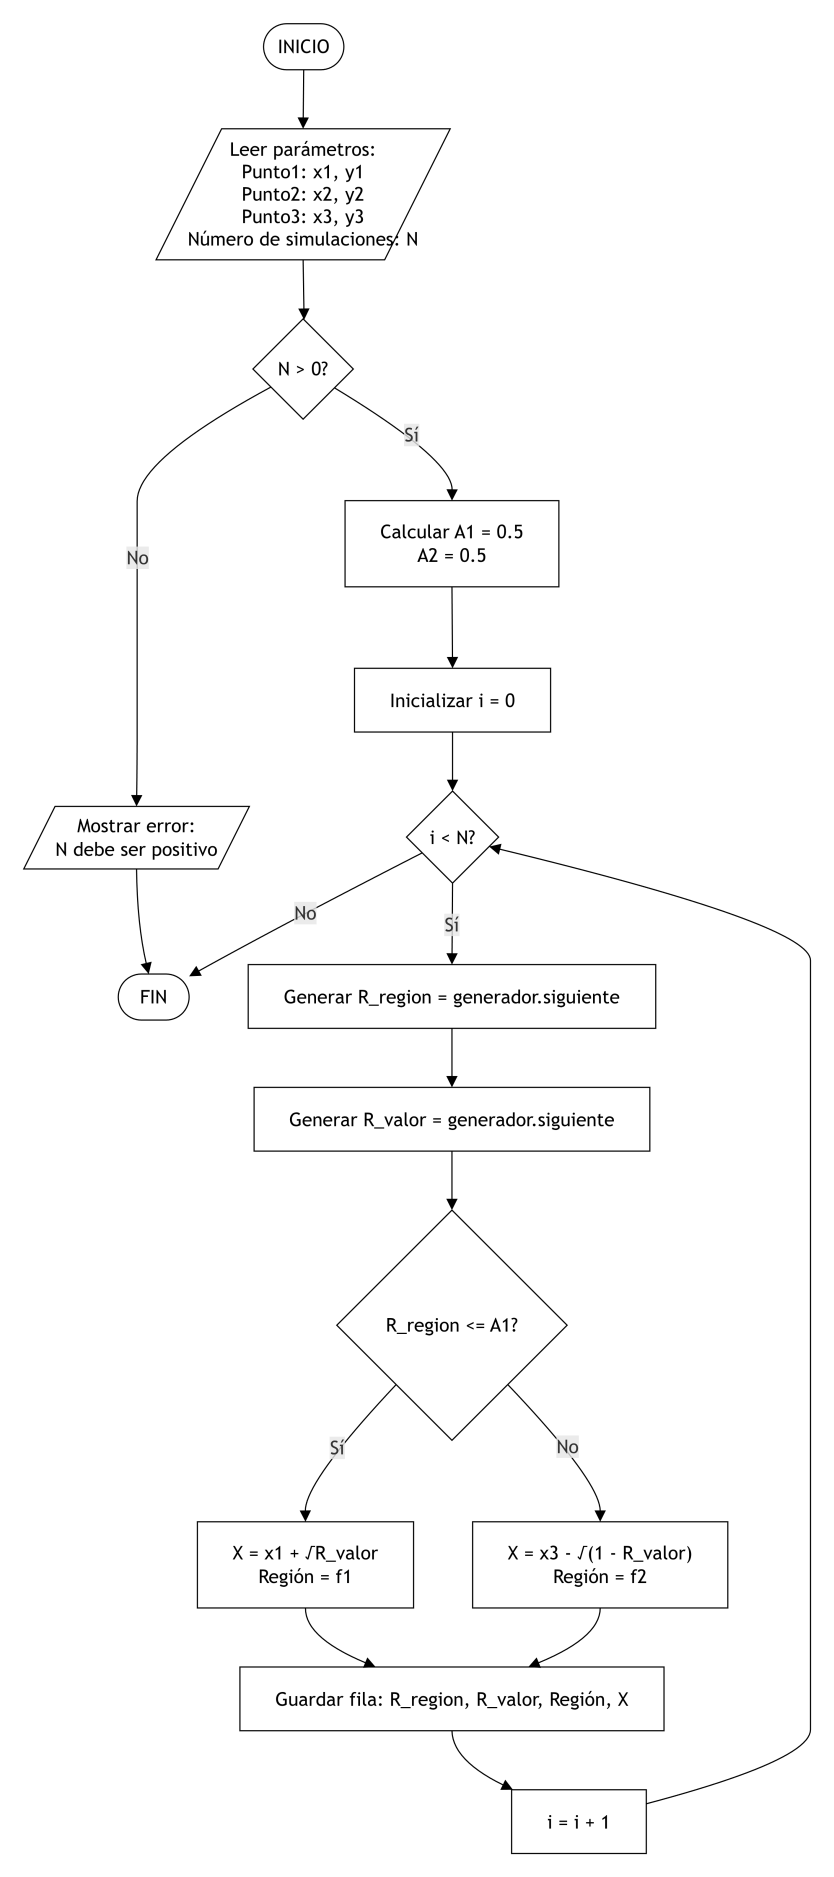 INICIO
Leer parámetros:
Punto1: x1, y1
Punto2: x2, y2
Punto3: x3, y3
Número de simulaciones: N
N > 0?
Sí
No
Calcular A1 = 0.5
A2 = 0.5
Inicializar i = 0
Mostrar error:
N debe ser positivo
i < N?
No
Sí
FIN
Generar R_region = generador.siguiente
Generar R_valor = generador.siguiente
R_region <= A1?
Sí
No
X = x1 + √R_valor
Región = f1
X = x3 - √(1 - R_valor)
Región = f2
Guardar fila: R_region, R_valor, Región, X
i = i + 1